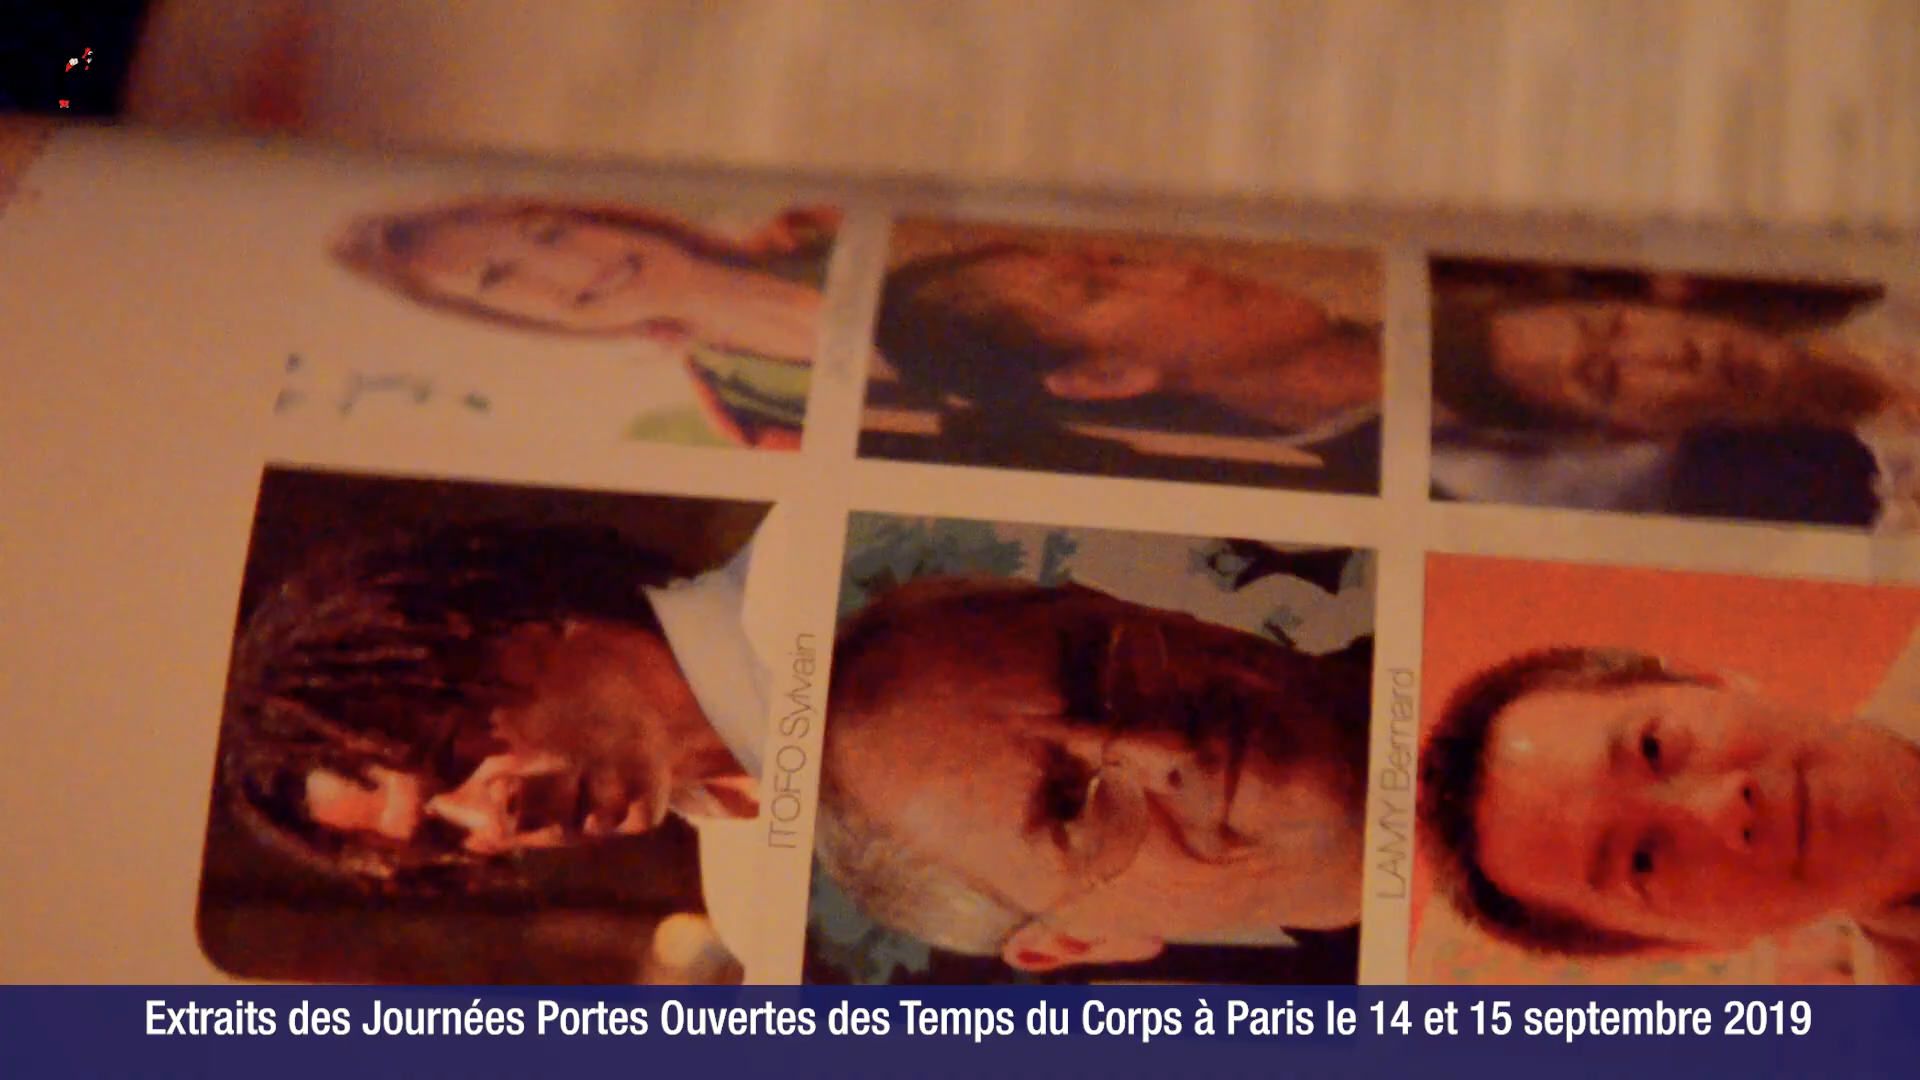 ITOFO Sylvain
LAMY Bernard
Extraits des Journées Portes Ouvertes des Temps du Corps à Paris le 14 et 15 septembre 2019